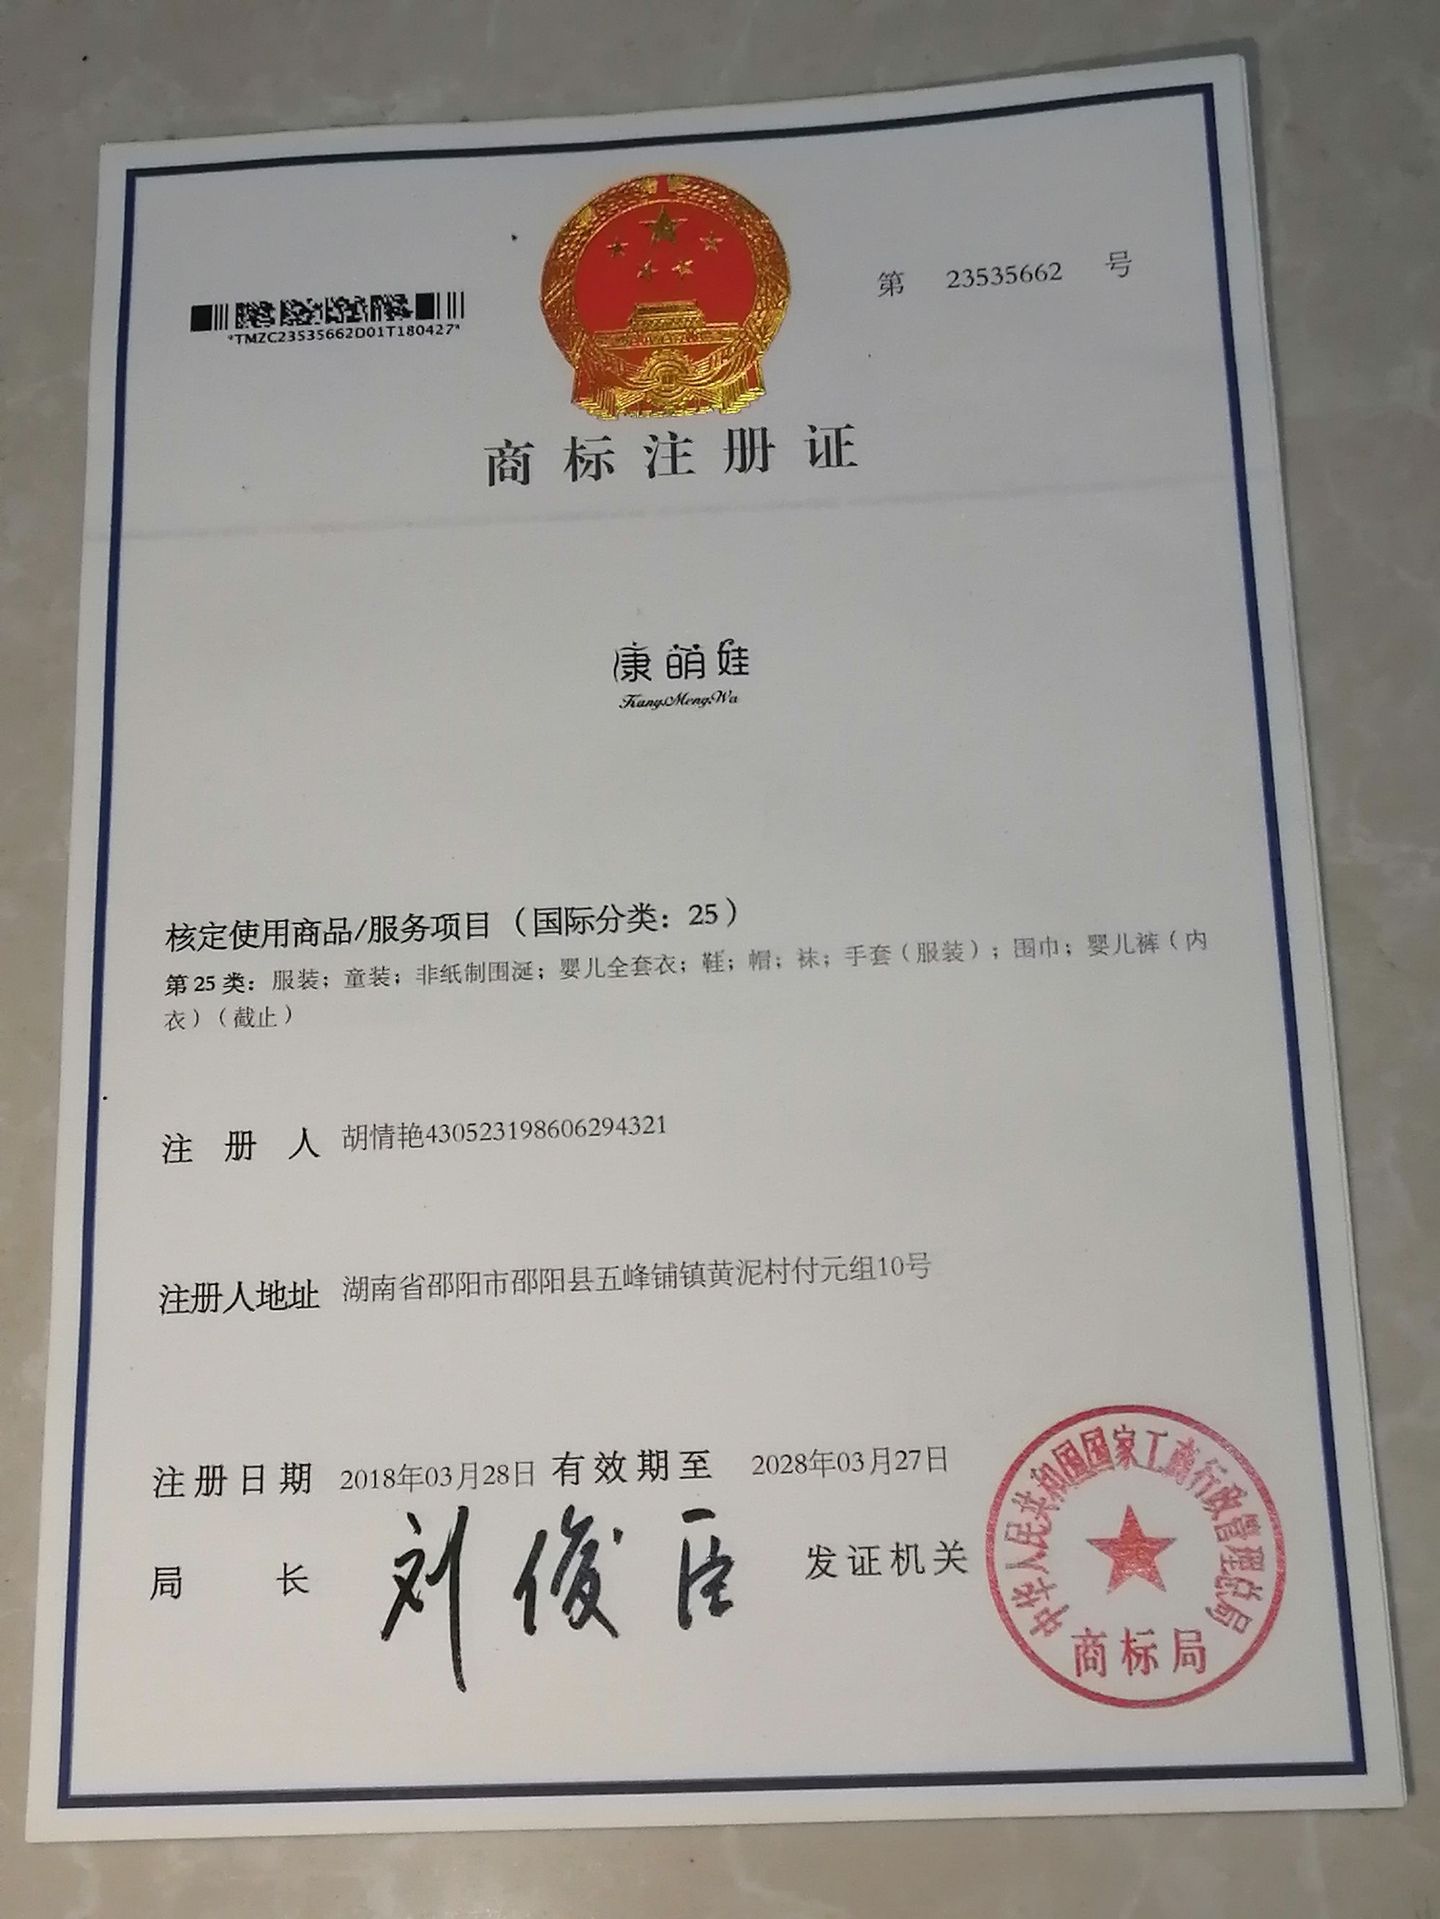 第 23535662 号
*TMZC23535662D01T180427*
商标注册证
康萌娃
KangMengWa
核定使用商品/服务项目（国际分类：25）
第25类：服装；童装；非纸制围涎；婴儿全套衣；鞋；帽；袜；手套（服装）；围巾；婴儿裤（内
衣）（截止）
注册人 胡情艳430523198606294321
注册人地址 湖南省邵阳市邵阳县五峰铺镇黄泥村付元组10号
注册日期 2018年03月28日 有效期至 2028年03月27日
局长 刘俊臣 发证机关
中华人民共和国国家工商行政管理总局
商标局